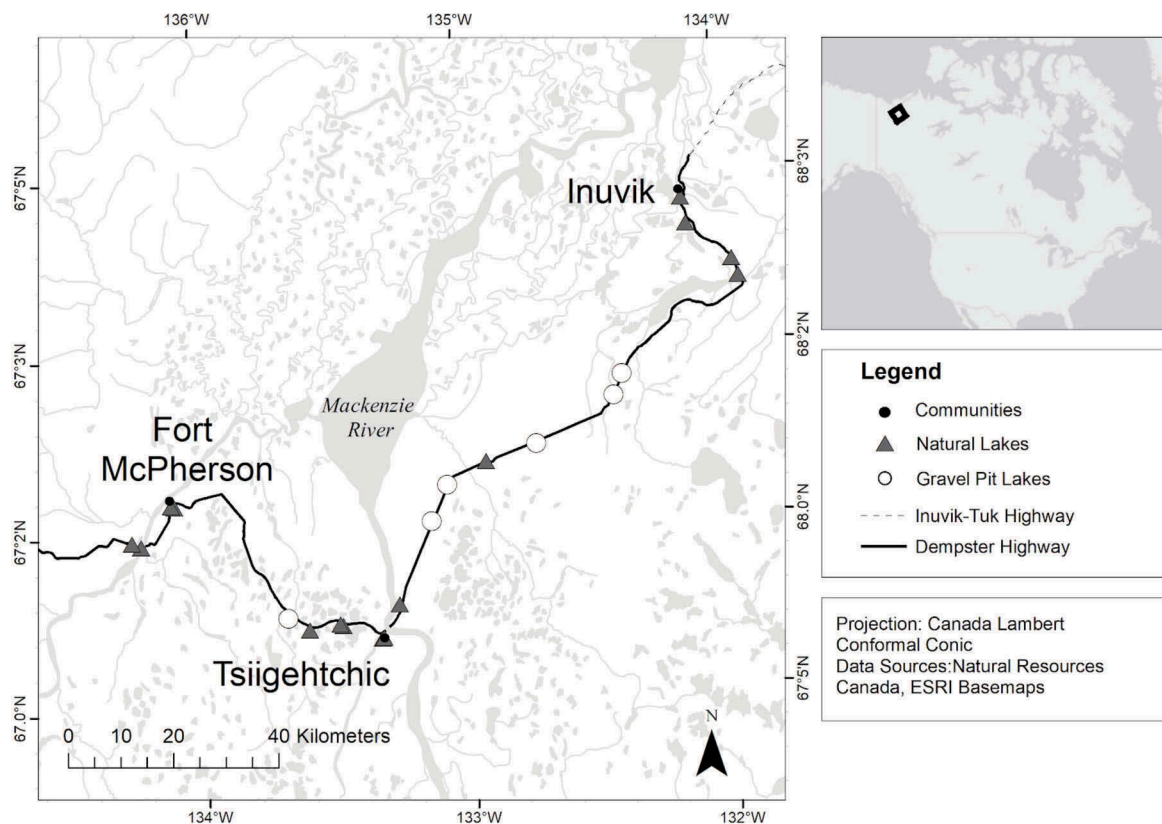 136°W
135°W
134°W
67°5'N
67°3'N
67°2'N
67°0'N
68°3'N
68°2'N
68°0'N
67°5'N
Inuvik
Mackenzie
River
Fort
McPherson
Tsiigehtchic
0 10 20 40 Kilometers
N
134°W
133°W
132°W
Legend
Communities
Natural Lakes
Gravel Pit Lakes
Inuvik-Tuk Highway
Dempster Highway
Projection: Canada Lambert
Conformal Conic
Data Sources:Natural Resources
Canada, ESRI Basemaps